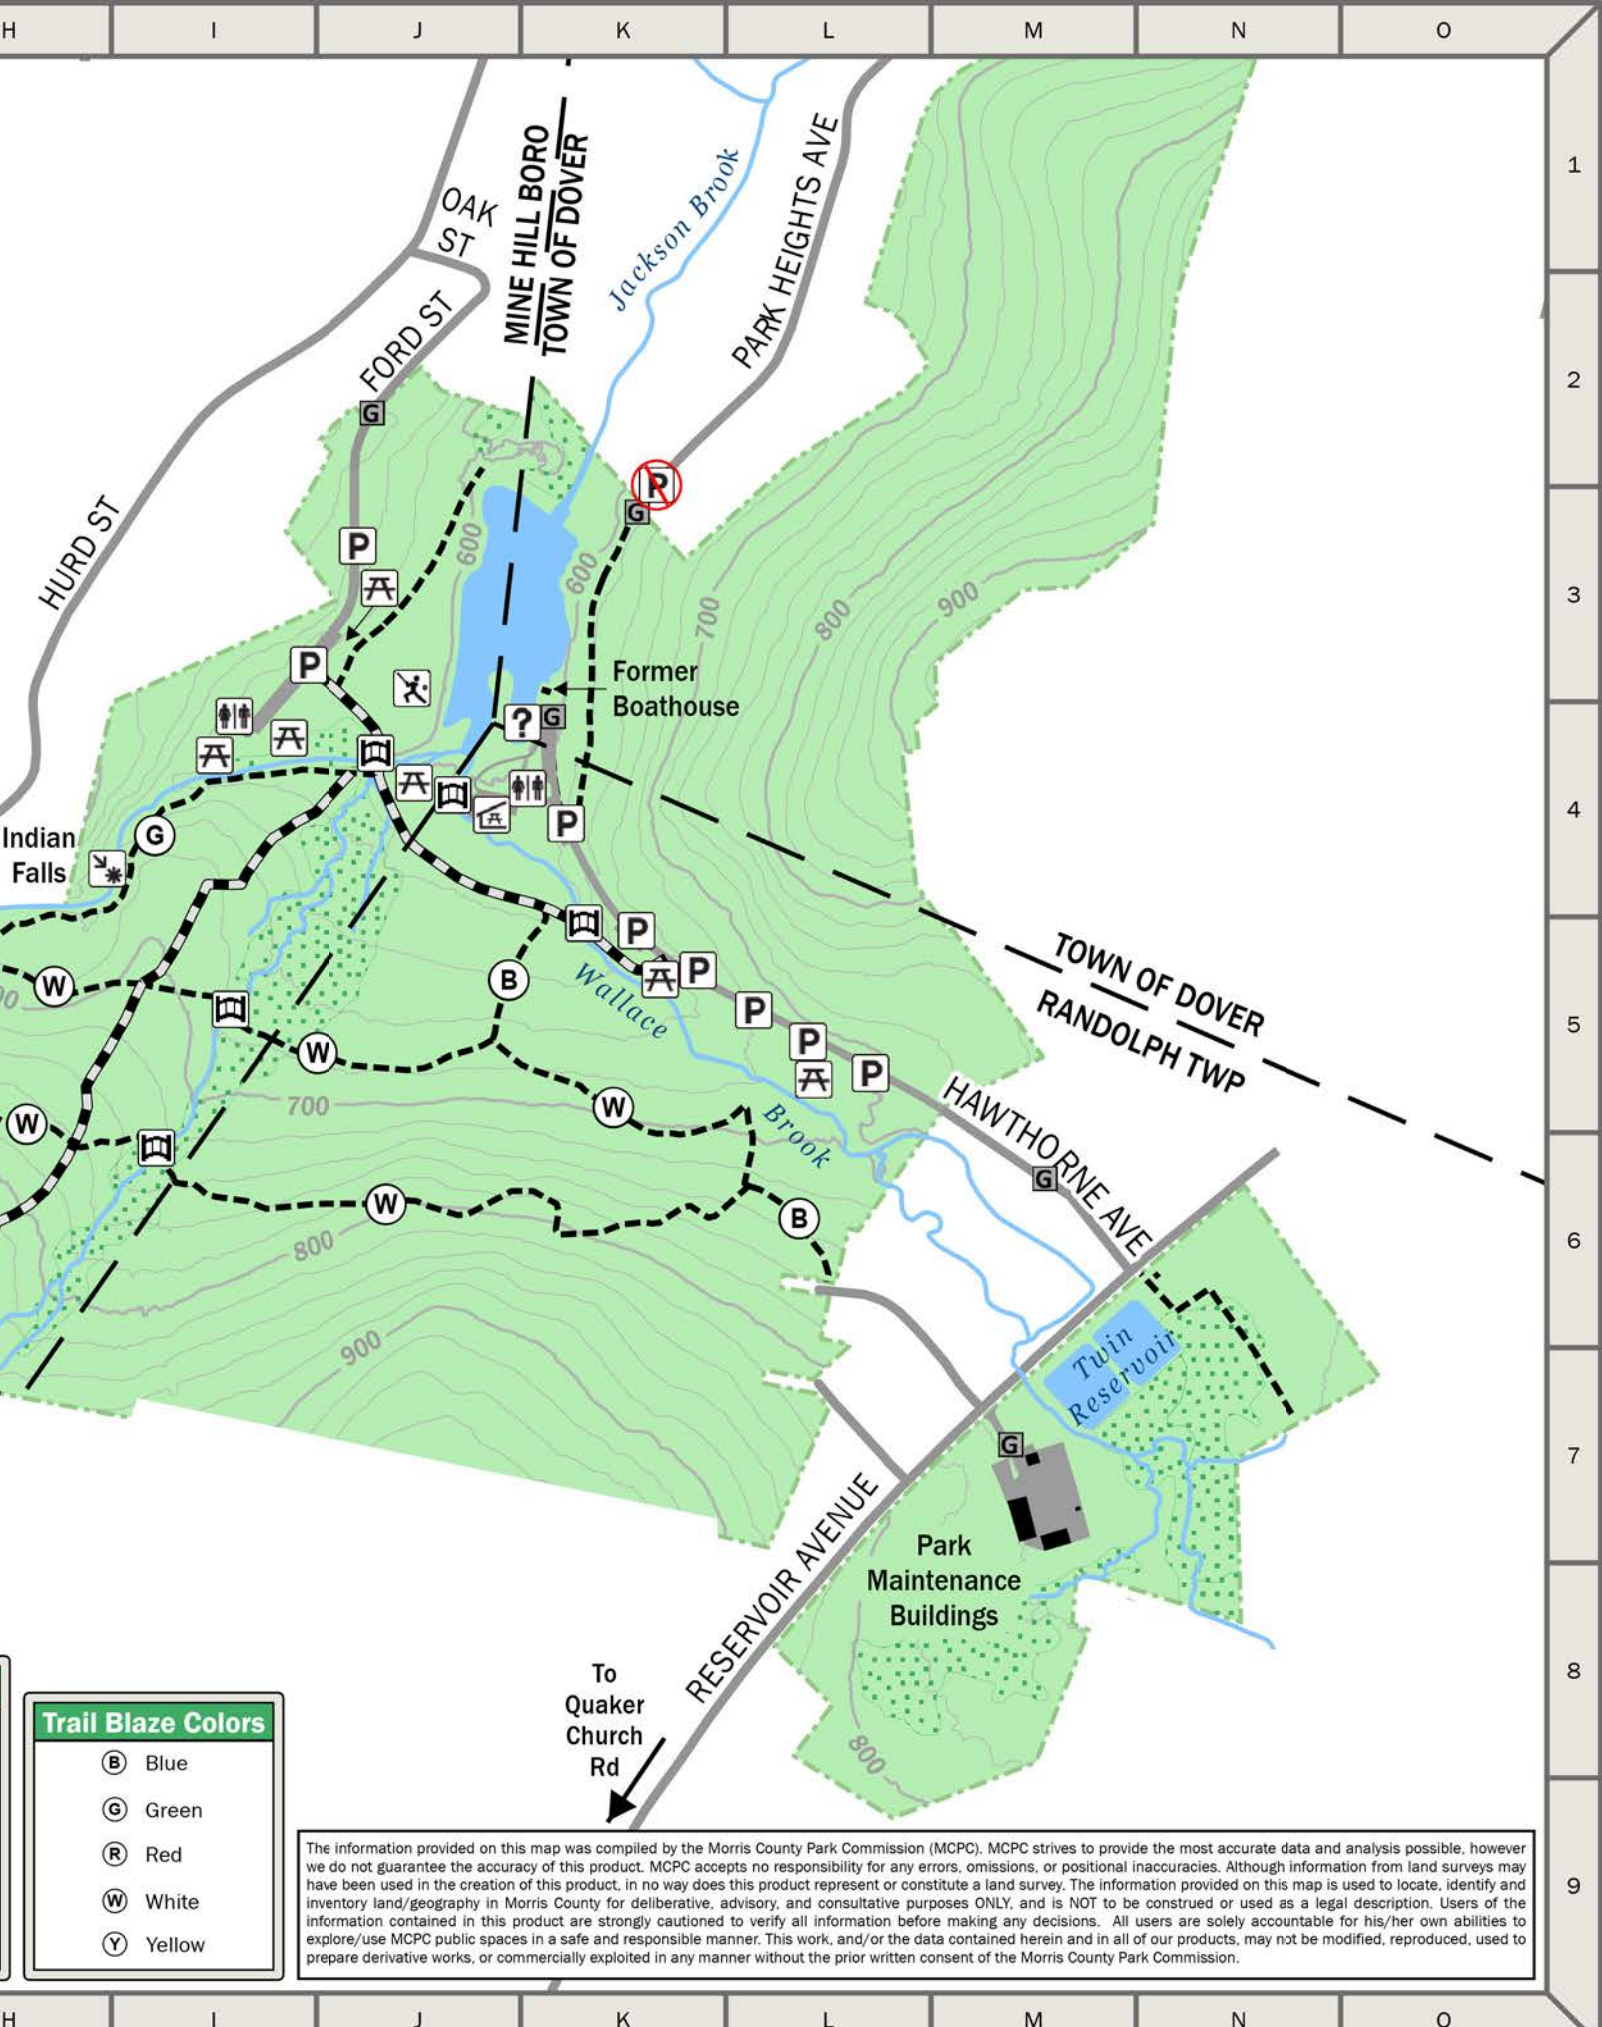 H I J K L M N O
1
OAK
ST
MINE HILL BORO
TOWN OF DOVER
Jackson Brook
PARK HEIGHTS AVE
2
FORD ST
G
P
G
HURD ST
P
600
600
700
800
900
3
P
Former
Boathouse
?
G
4
P
Indian
Falls
G
P
W
B
P
Wallace
TOWN OF DOVER
RANDOLPH TWP
W
P
P
P
5
700
W
W
Brook
HAWTHORNE AVE
G
W
B
6
800
900
Twin
Reservoir
G
7
RESERVOIR AVENUE
Park
Maintenance
Buildings
To
Quaker
Church
Rd
8
800
Trail Blaze Colors
B Blue
G Green
R Red
W White
Y Yellow
The information provided on this map was compiled by the Morris County Park Commission (MCPC). MCPC strives to provide the most accurate data and analysis possible, however
we do not guarantee the accuracy of this product. MCPC accepts no responsibility for any errors, omissions, or positional inaccuracies. Although information from land surveys may
have been used in the creation of this product, in no way does this product represent or constitute a land survey. The information provided on this map is used to locate, identify and
inventory land/geography in Morris County for deliberative, advisory, and consultative purposes ONLY, and is NOT to be construed or used as a legal description. Users of the
information contained in this product are strongly cautioned to verify all information before making any decisions. All users are solely accountable for his/her own abilities to
explore/use MCPC public spaces in a safe and responsible manner. This work, and/or the data contained herein and in all of our products, may not be modified, reproduced, used to
prepare derivative works, or commercially exploited in any manner without the prior written consent of the Morris County Park Commission.
9
H I J K L M N O